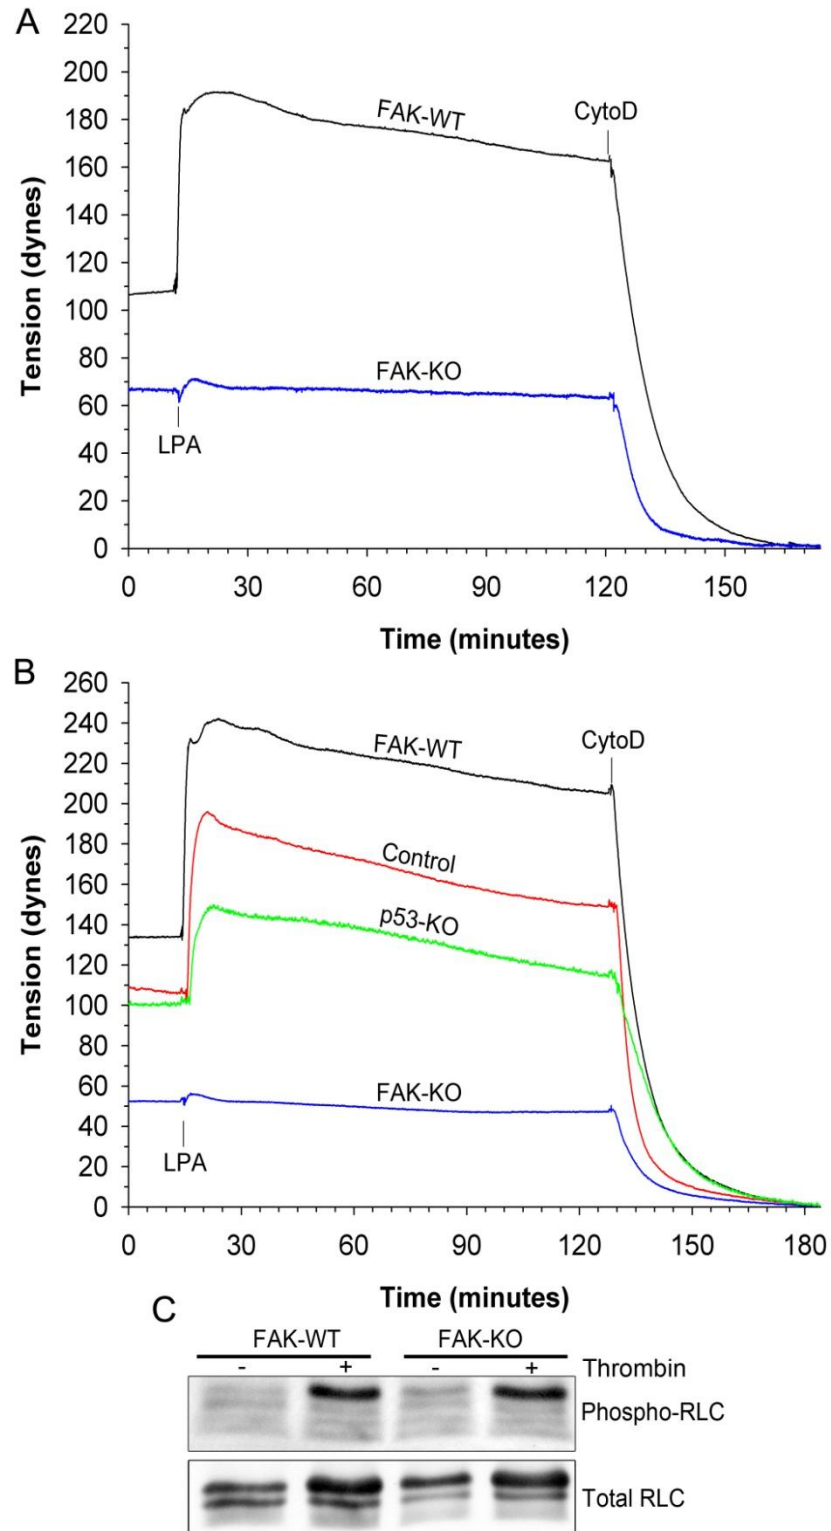 A
Tension (dynes)
220
200
180
160
140
120
100
80
60
40
20
0
FAK-WT
CytoD
FAK-KO
LPA
0 30 60 90 120 150
Time (minutes)
B
Tension (dynes)
260
240
220
200
180
160
140
120
100
80
60
40
20
0
FAK-WT
CytoD
Control
p53-KO
FAK-KO
LPA
0 30 60 90 120 150 180
Time (minutes)
C
FAK-WT FAK-KO
- + - + Thrombin
Phospho-RLC
Total RLC